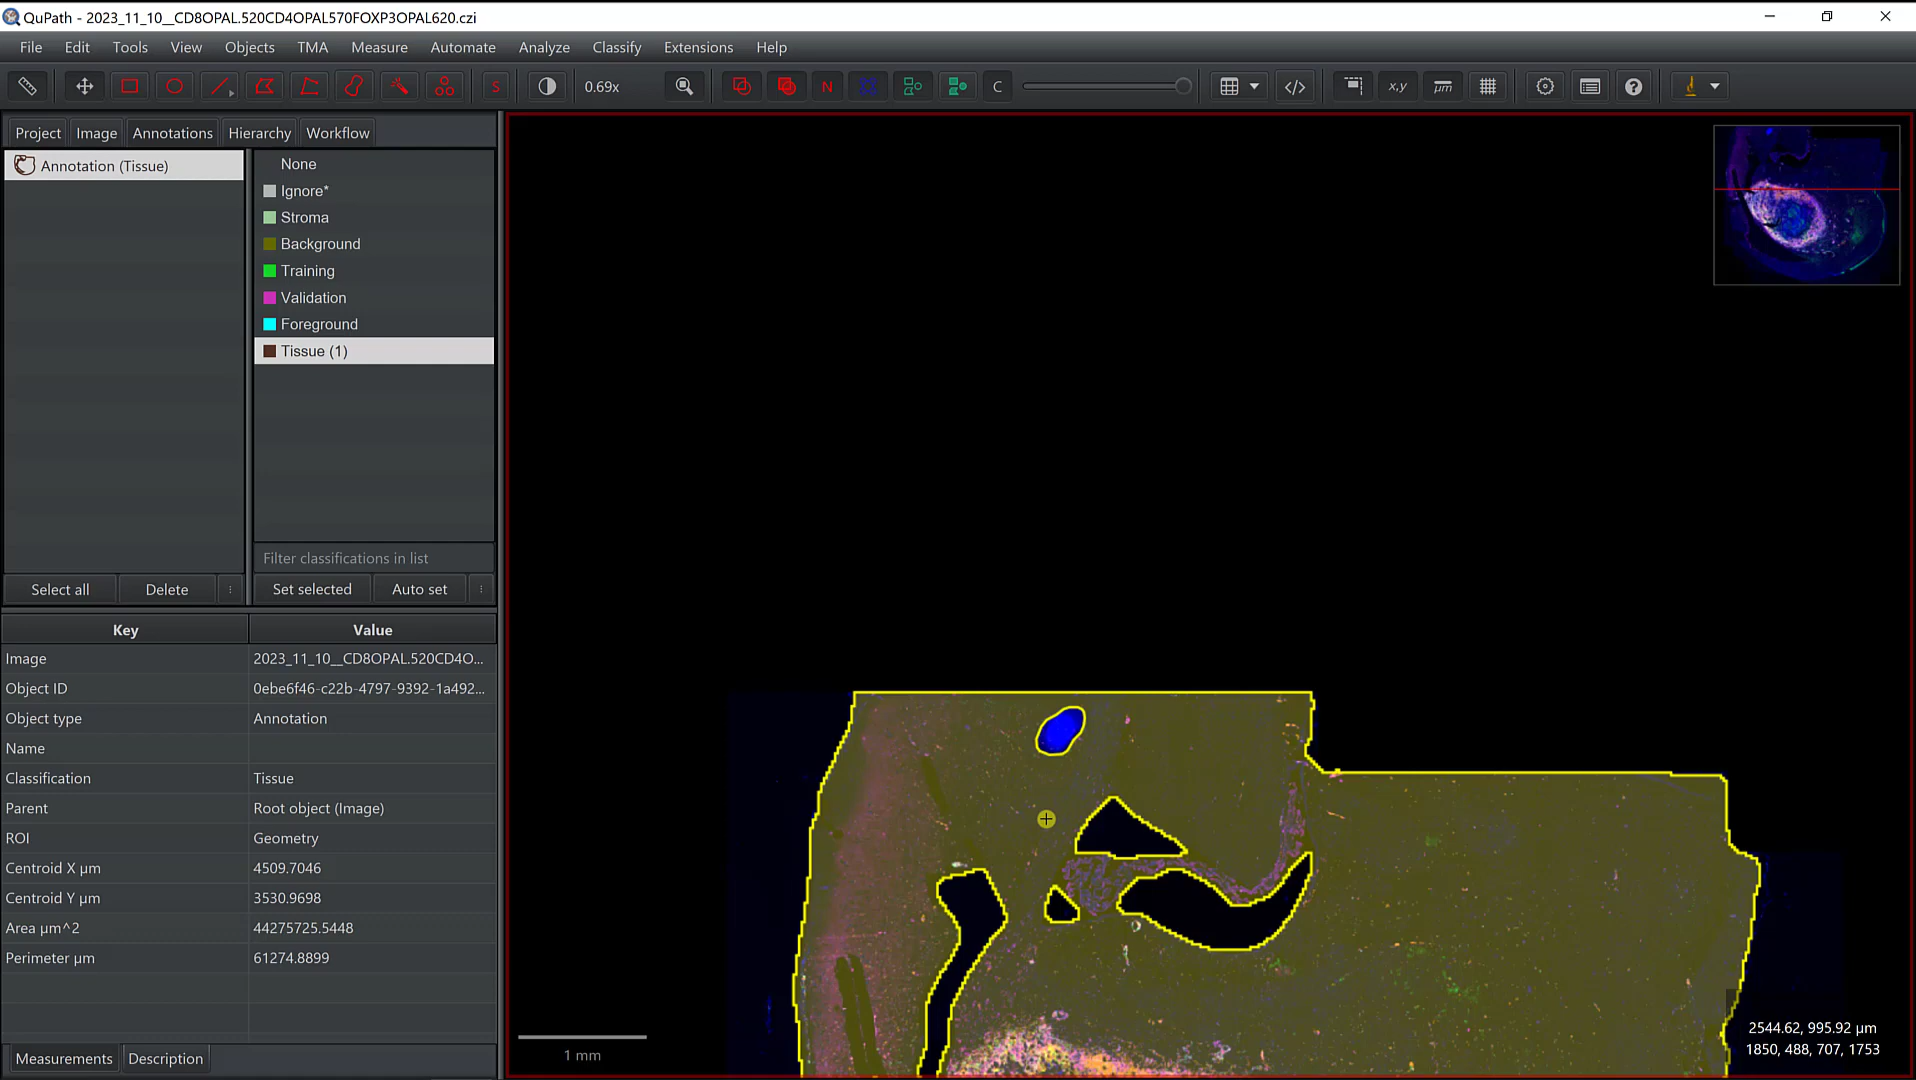 QuPath - 2023_11_10__CD8OPAL.520CD4OPAL570FOXP3OPAL620.czi
File Edit Tools View Objects TMA Measure Automate Analyze Classify Extensions Help
S 0.69x N C x,y µm
Project Image Annotations Hierarchy Workflow
Annotation (Tissue)
None
Ignore*
Stroma
Background
Training
Validation
Foreground
Tissue (1)
Filter classifications in list
Select all Delete Set selected Auto set
Key Value
Image 2023_11_10__CD8OPAL.520CD4O...
Object ID 0ebe6f46-c22b-4797-9392-1a492...
Object type Annotation
Name
Classification Tissue
Parent Root object (Image)
ROI Geometry
Centroid X µm 4509.7046
Centroid Y µm 3530.9698
Area µm^2 44275725.5448
Perimeter µm 61274.8899
Measurements Description
1 mm
2544.62, 995.92 µm
1850, 488, 707, 1753